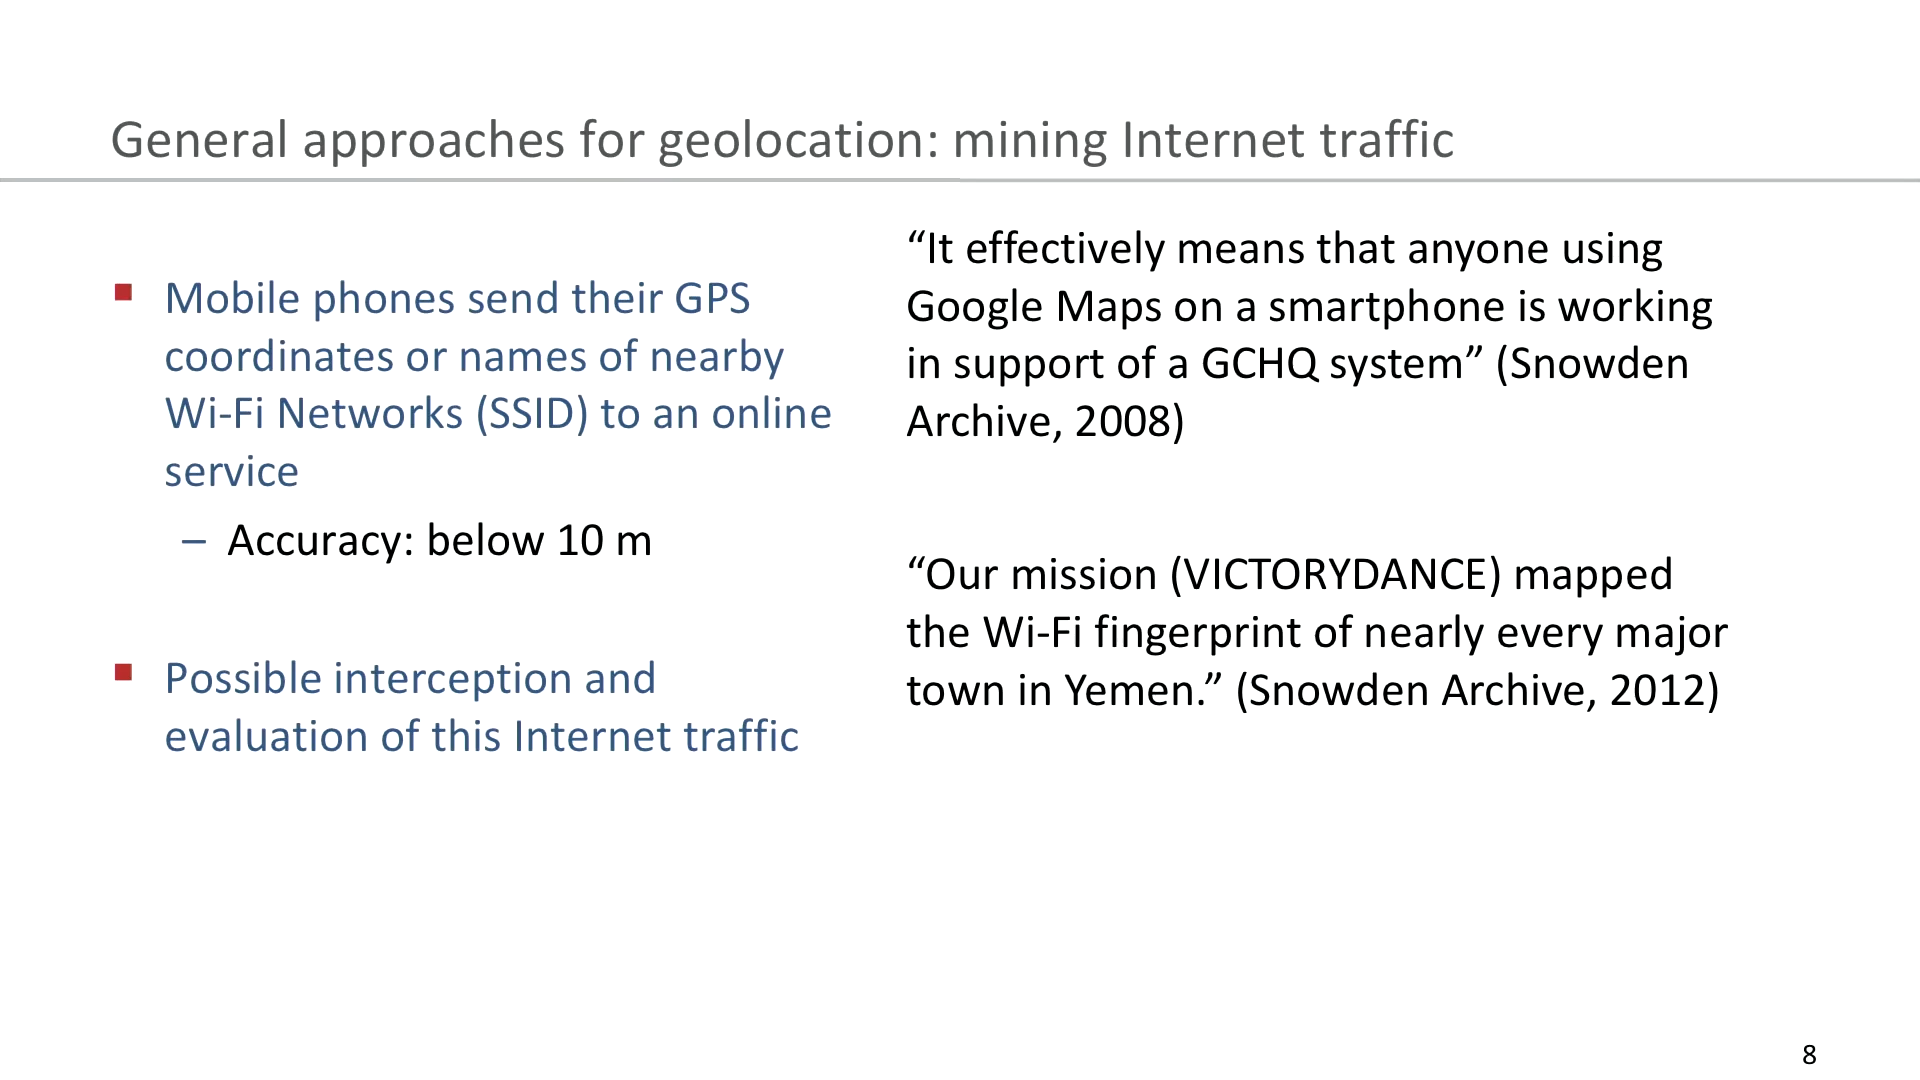 General approaches for geolocation: mining Internet traffic
▪ Mobile phones send their GPS
coordinates or names of nearby
Wi-Fi Networks (SSID) to an online
service
– Accuracy: below 10 m
▪ Possible interception and
evaluation of this Internet traffic
“It effectively means that anyone using
Google Maps on a smartphone is working
in support of a GCHQ system” (Snowden
Archive, 2008)
“Our mission (VICTORYDANCE) mapped
the Wi-Fi fingerprint of nearly every major
town in Yemen.” (Snowden Archive, 2012)
8